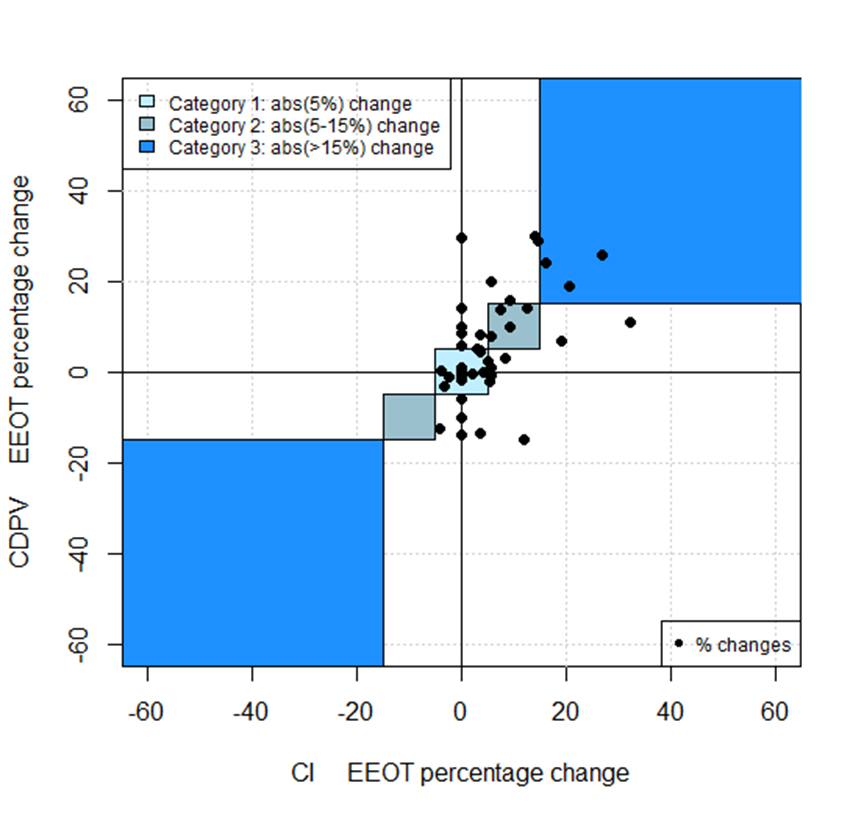 Category 1: abs(5%) change
Category 2: abs(5-15%) change
Category 3: abs(>15%) change
60
40
20
0
-20
-40
-60
CDPV EEOT percentage change
% changes
-60 -40 -20 0 20 40 60
CI EEOT percentage change